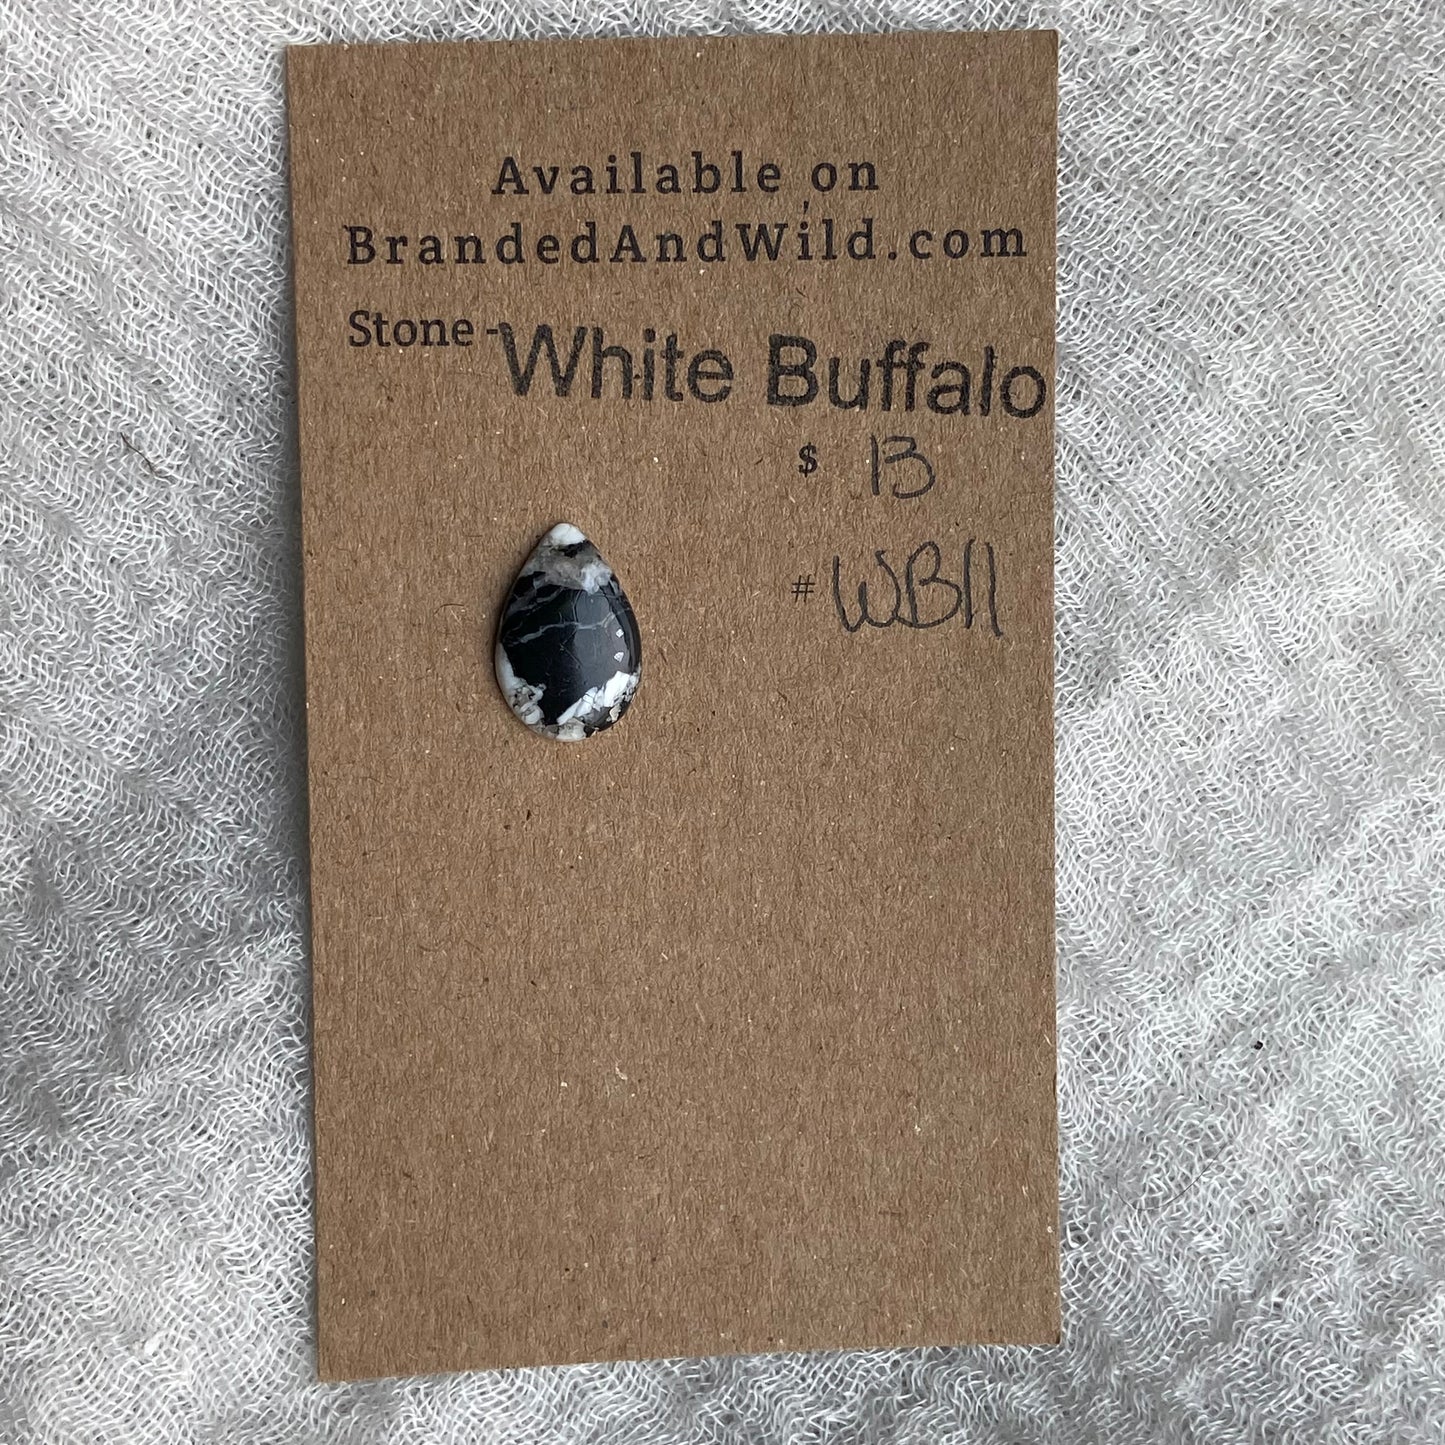 Available on
BrandedAndWild.com
Stone - White Buffalo
$ 13
# WB11